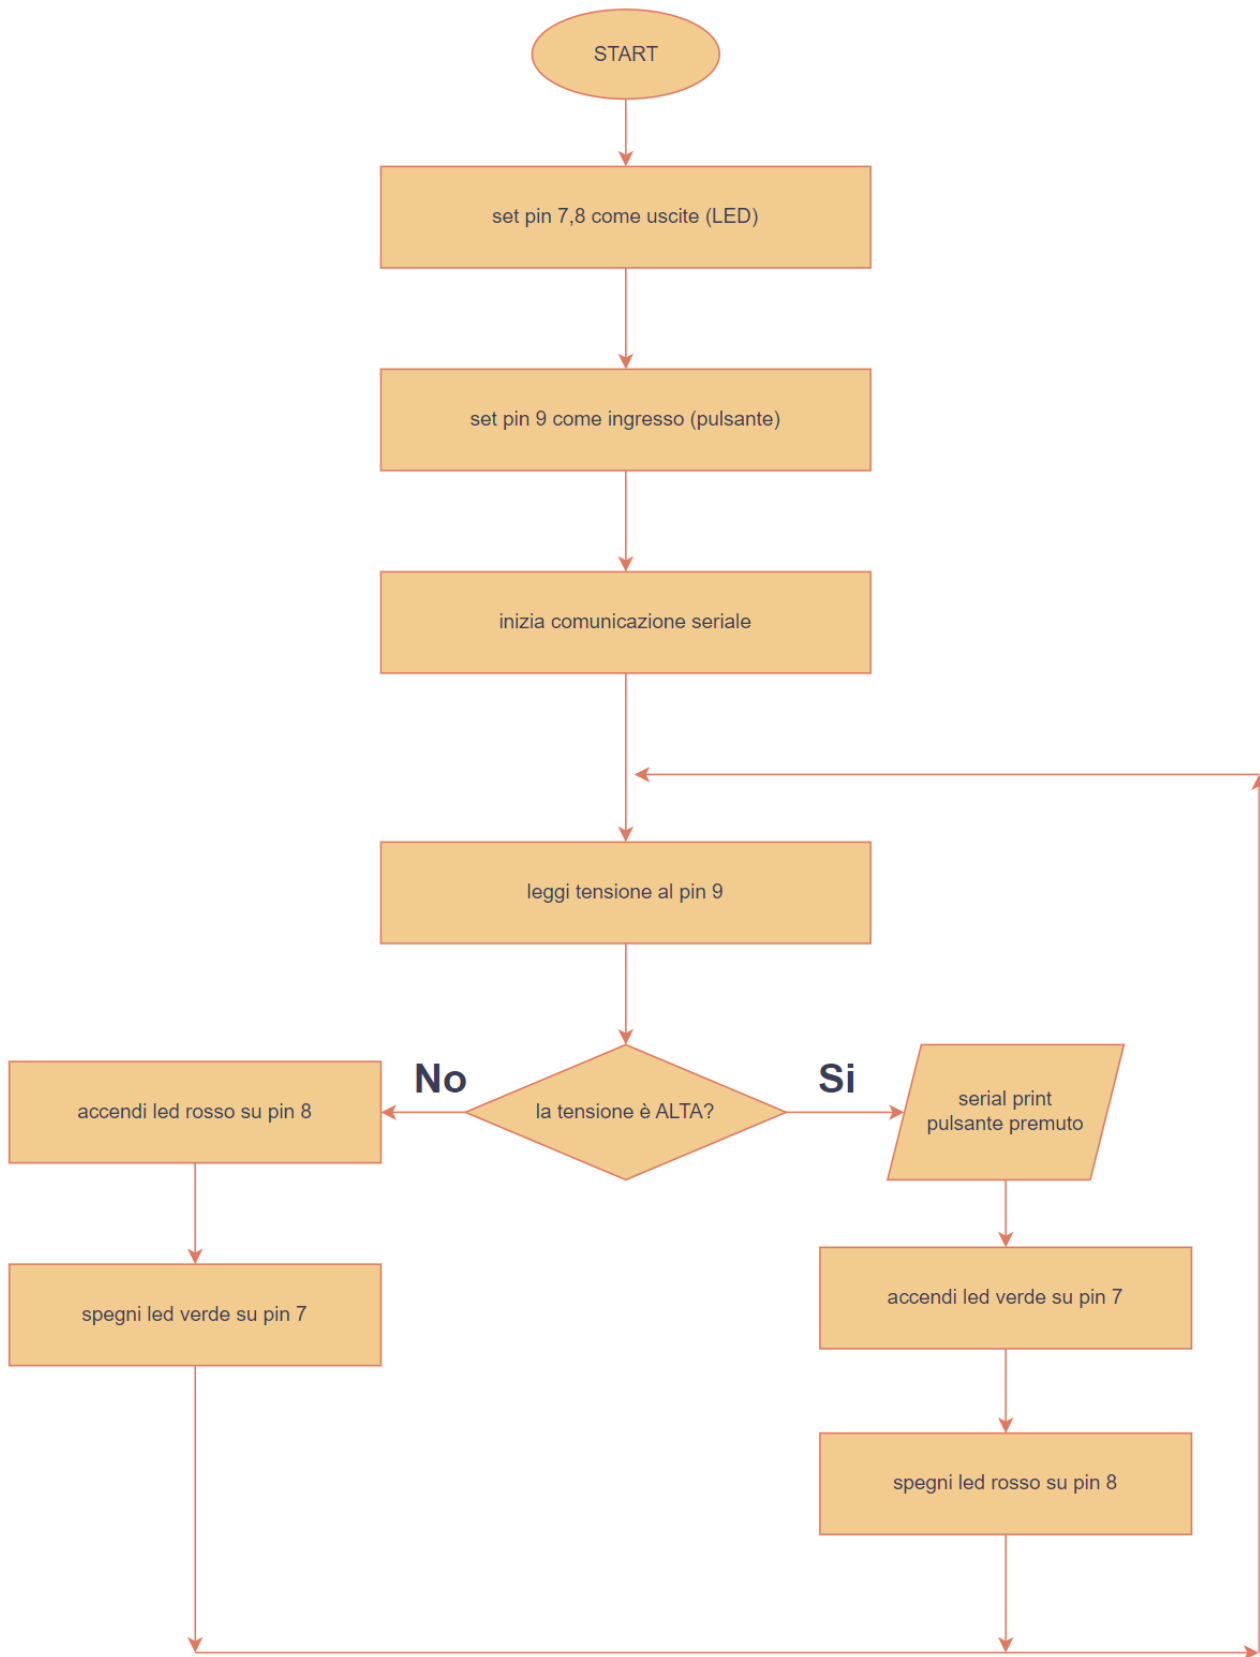 START
set pin 7,8 come uscite (LED)
set pin 9 come ingresso (pulsante)
inizia comunicazione seriale
leggi tensione al pin 9
No
la tensione è ALTA?
Si
accendi led rosso su pin 8
spegni led verde su pin 7
serial print
pulsante premuto
accendi led verde su pin 7
spegni led rosso su pin 8